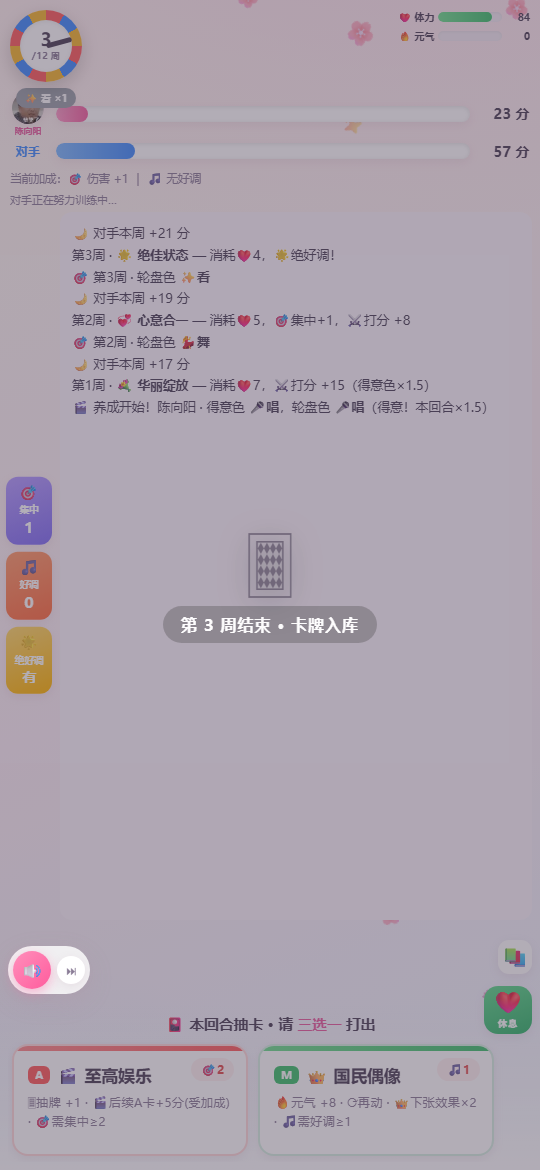 3
/12 周
体力 84
元气 0
看 ×1
陈向阳
23 分
对手
57 分
当前加成： 伤害 +1 | 无好调
对手正在努力训练中...
对手本周 +21 分
第3周 · 绝佳状态 — 消耗 4， 绝好调！
第3周 · 轮盘色 看
对手本周 +19 分
第2周 · 心意合一 — 消耗 5， 集中+1， 打分 +8
第2周 · 轮盘色 舞
对手本周 +17 分
第1周 · 华丽绽放 — 消耗 7， 打分 +15（得意色×1.5）
养成开始！陈向阳 · 得意色 唱，轮盘色 唱（得意！本回合×1.5）
集中
1
好调
0
绝好调
有
第 3 周结束 • 卡牌入库
休息
本回合抽卡 • 请 三选一 打出
A 至高娱乐 2
抽牌 +1 · 后续A卡+5分(受加成)
· 需集中≥2
M 国民偶像 1
元气 +8 · 再动 · 下张效果×2
· 需好调≥1